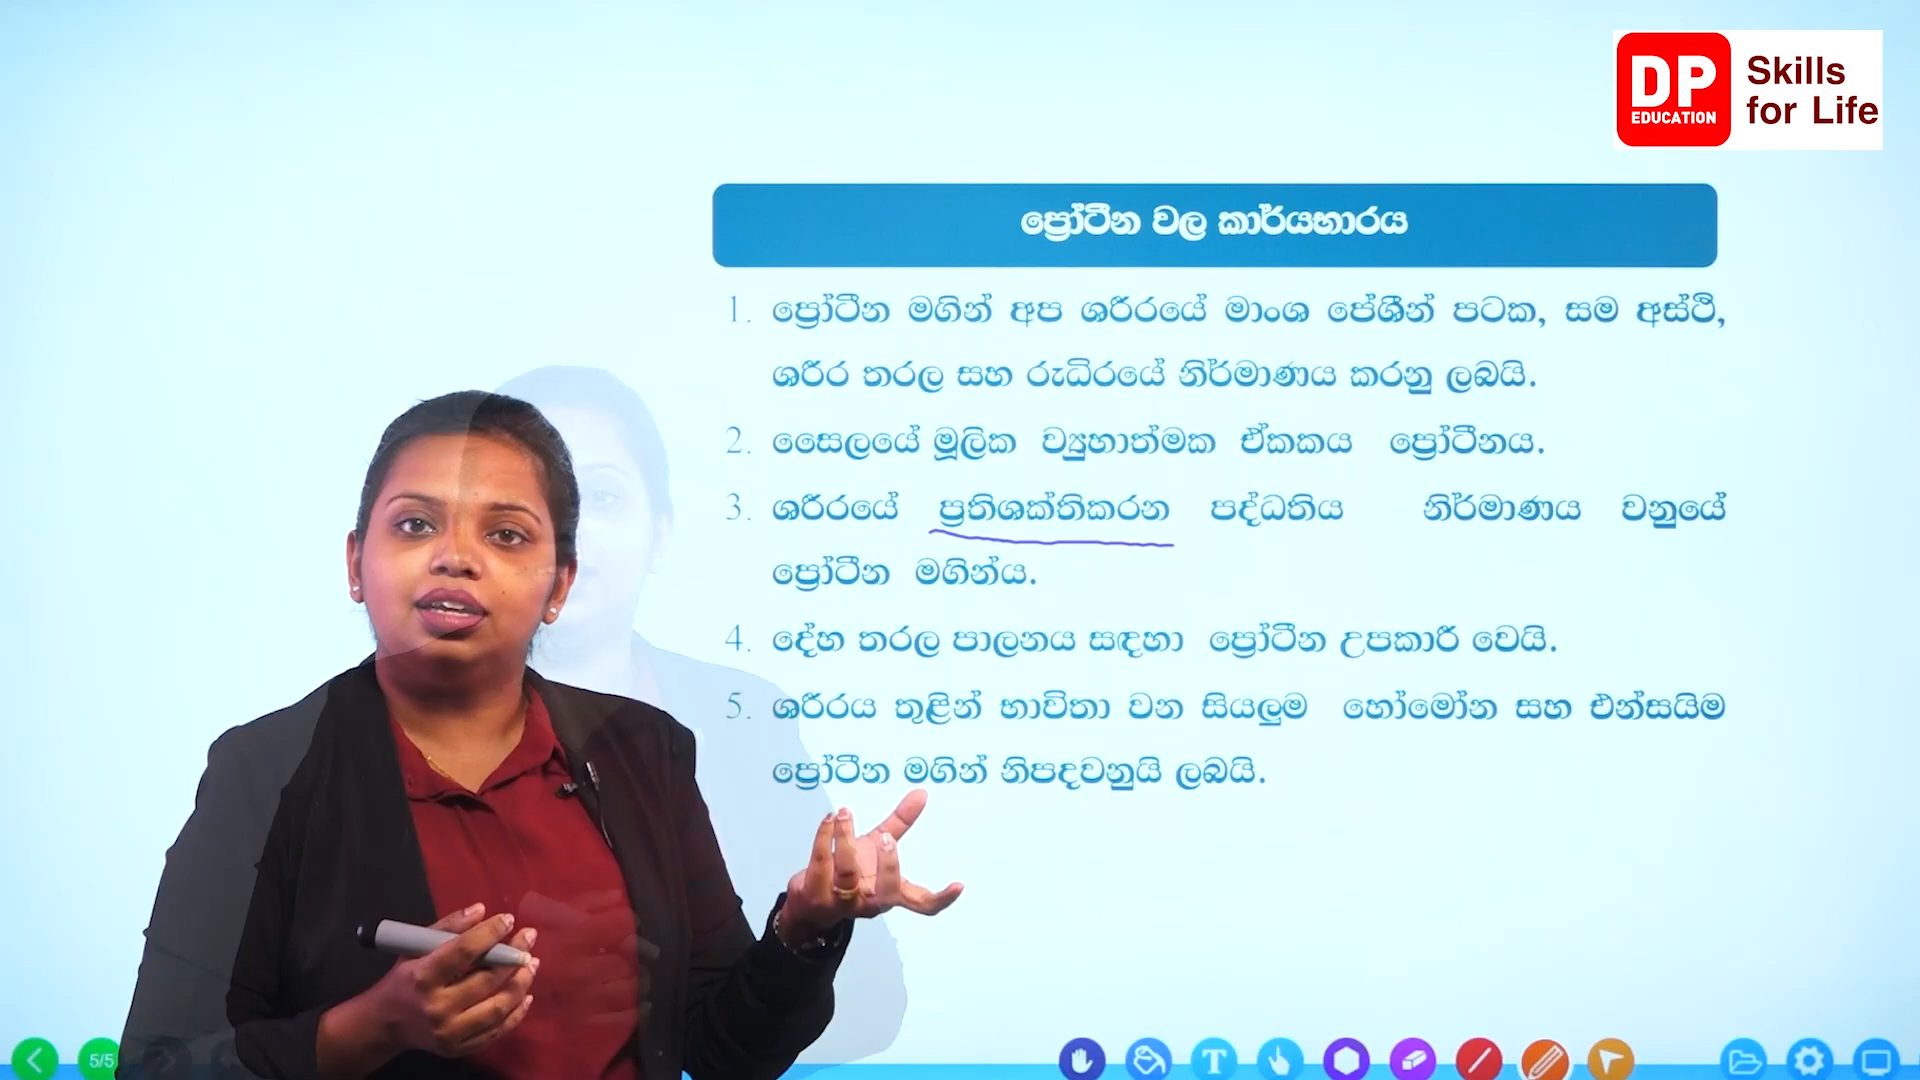 DP
EDUCATION
Skills
for Life
ප්‍රෝටීන වල කාර්යභාරය
1. ප්‍රෝටීන මගින් අප ශරීරයේ මාංශ පේශීන් පටක, සම අස්ථි,
ශරීර තරල සහ රුධිරයේ නිර්මාණය කරනු ලබයි.
2. සෛලයේ මූලික ව්‍යුහාත්මක ඒකකය ප්‍රෝටීනය.
3. ශරීරයේ ප්‍රතිශක්තිකරන පද්ධතිය නිර්මාණය වනුයේ
ප්‍රෝටීන මගින්ය.
4. දේහ තරල පාලනය සඳහා ප්‍රෝටීන උපකාරී වෙයි.
5. ශරීරය තුළින් භාවිතා වන සියලුම හෝමෝන සහ එන්සයිම
ප්‍රෝටීන මගින් නිපදවනුයි ලබයි.
5/5
T